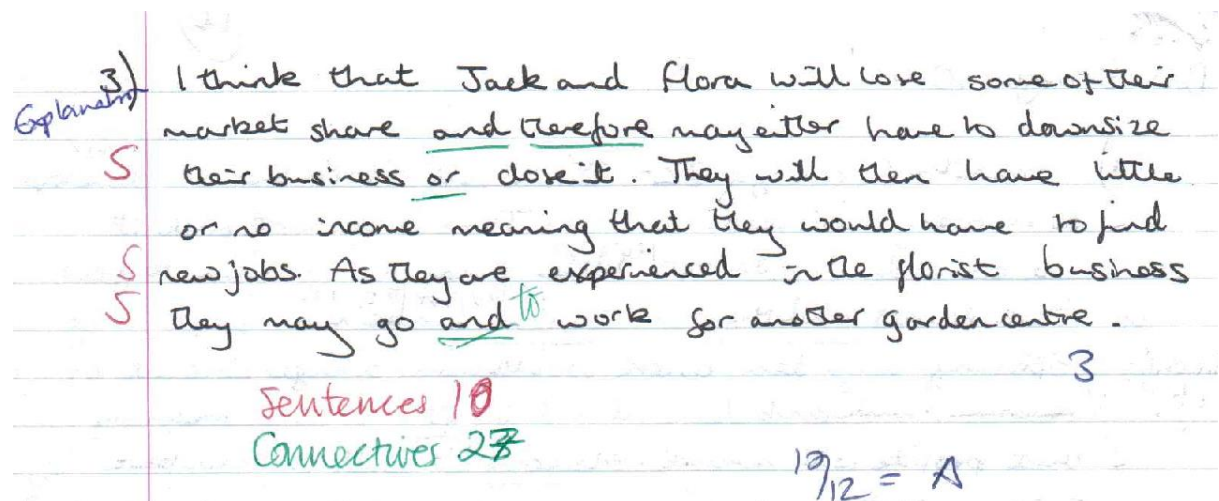 3) I think that Jack and Flora will lose some of their
Explanation market share and therefore may either have to downsize
S their business or close it. They will then have little
or no income meaning that they would have to find
S new jobs. As they are experienced in the florist business
S they may go and to work for another garden centre.
3
Sentences 10
Connectives 27
/12 = A